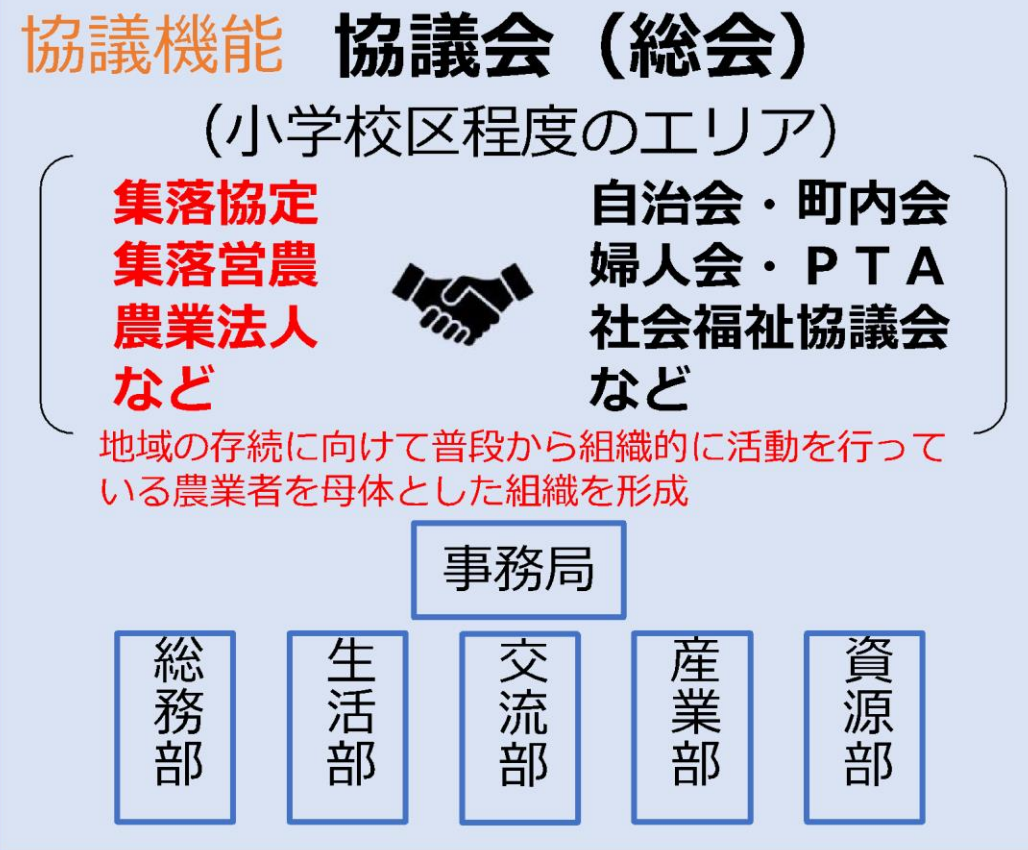 協議機能 協議会（総会）
（小学校区程度のエリア）
集落協定
集落営農
農業法人
など
自治会・町内会
婦人会・ＰＴＡ
社会福祉協議会
など
地域の存続に向けて普段から組織的に活動を行って
いる農業者を母体とした組織を形成
事務局
総務部
生活部
交流部
産業部
資源部